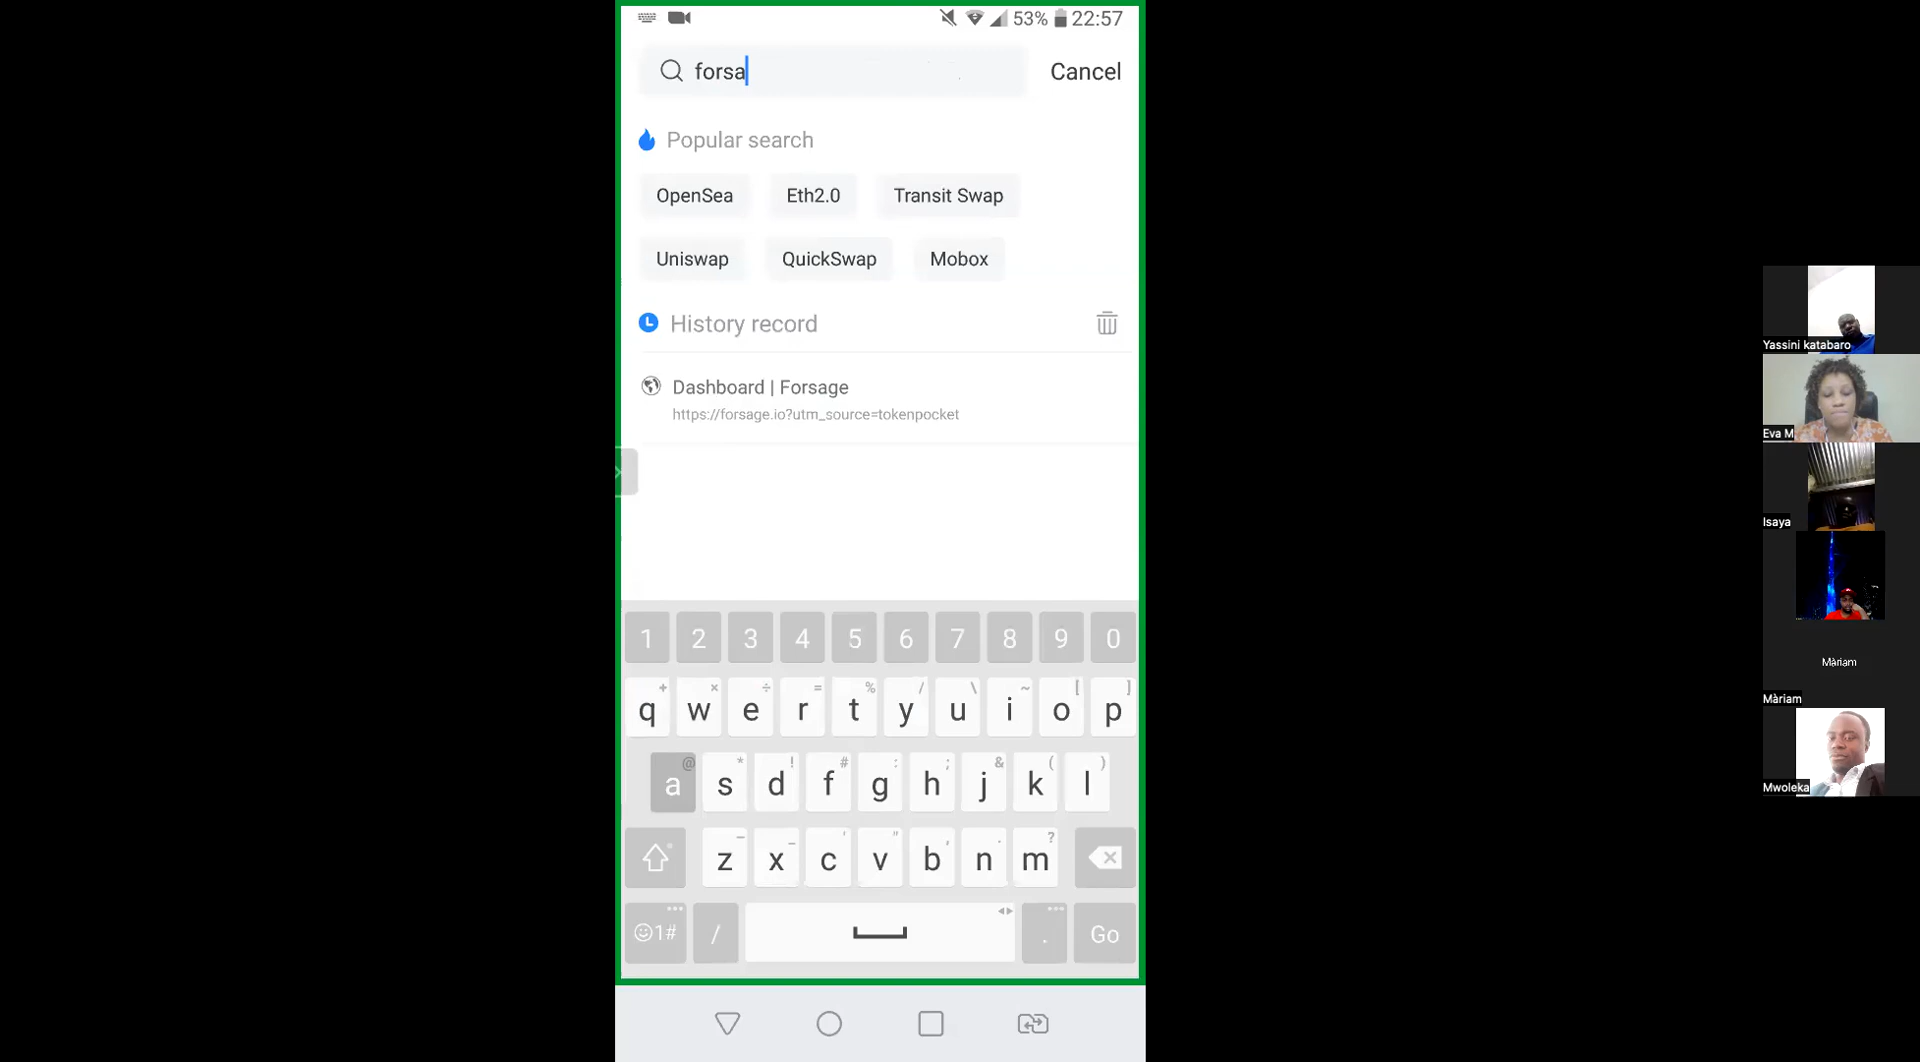 53% 22:57
forsa
Cancel
Popular search
OpenSea
Eth2.0
Transit Swap
Uniswap
QuickSwap
Mobox
History record
Dashboard | Forsage
https://forsage.io?utm_source=tokenpocket
1 2 3 4 5 6 7 8 9 0
+ × ÷ = % / \ ~ [ ]
q w e r t y u i o p
@ * ! # : ; & ( )
a s d f g h j k l
z x c v b n m
1# / . Go
Yassini katabaro
Eva M
Isaya
Màriam
Màriam
Mwoleka